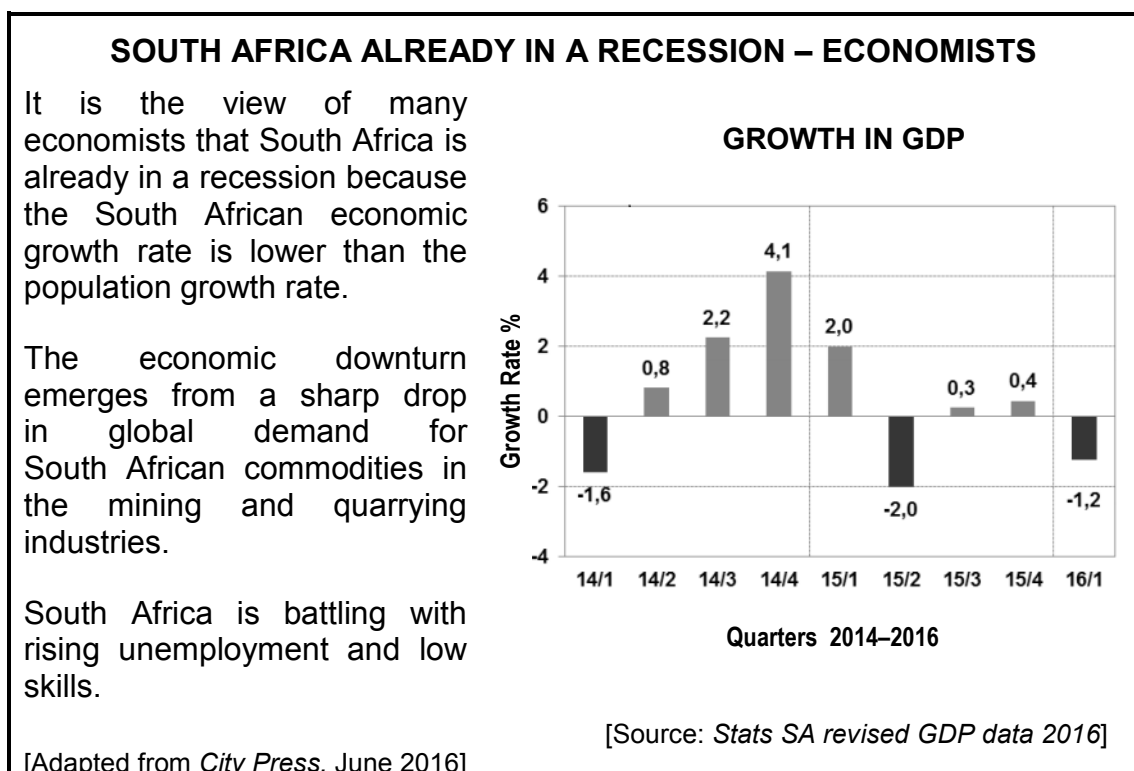 SOUTH AFRICA ALREADY IN A RECESSION – ECONOMISTS
It is the view of many
economists that South Africa is
already in a recession because
the South African economic
growth rate is lower than the
population growth rate.
The economic downturn
emerges from a sharp drop
in global demand for
South African commodities in
the mining and quarrying
industries.
South Africa is battling with
rising unemployment and low
skills.
[Adapted from City Press, June 2016]
GROWTH IN GDP
Growth Rate %
6
4
2
0
-2
-4
-1,6
0,8
2,2
4,1
2,0
-2,0
0,3
0,4
-1,2
14/1 14/2 14/3 14/4 15/1 15/2 15/3 15/4 16/1
Quarters 2014–2016
[Source: Stats SA revised GDP data 2016]